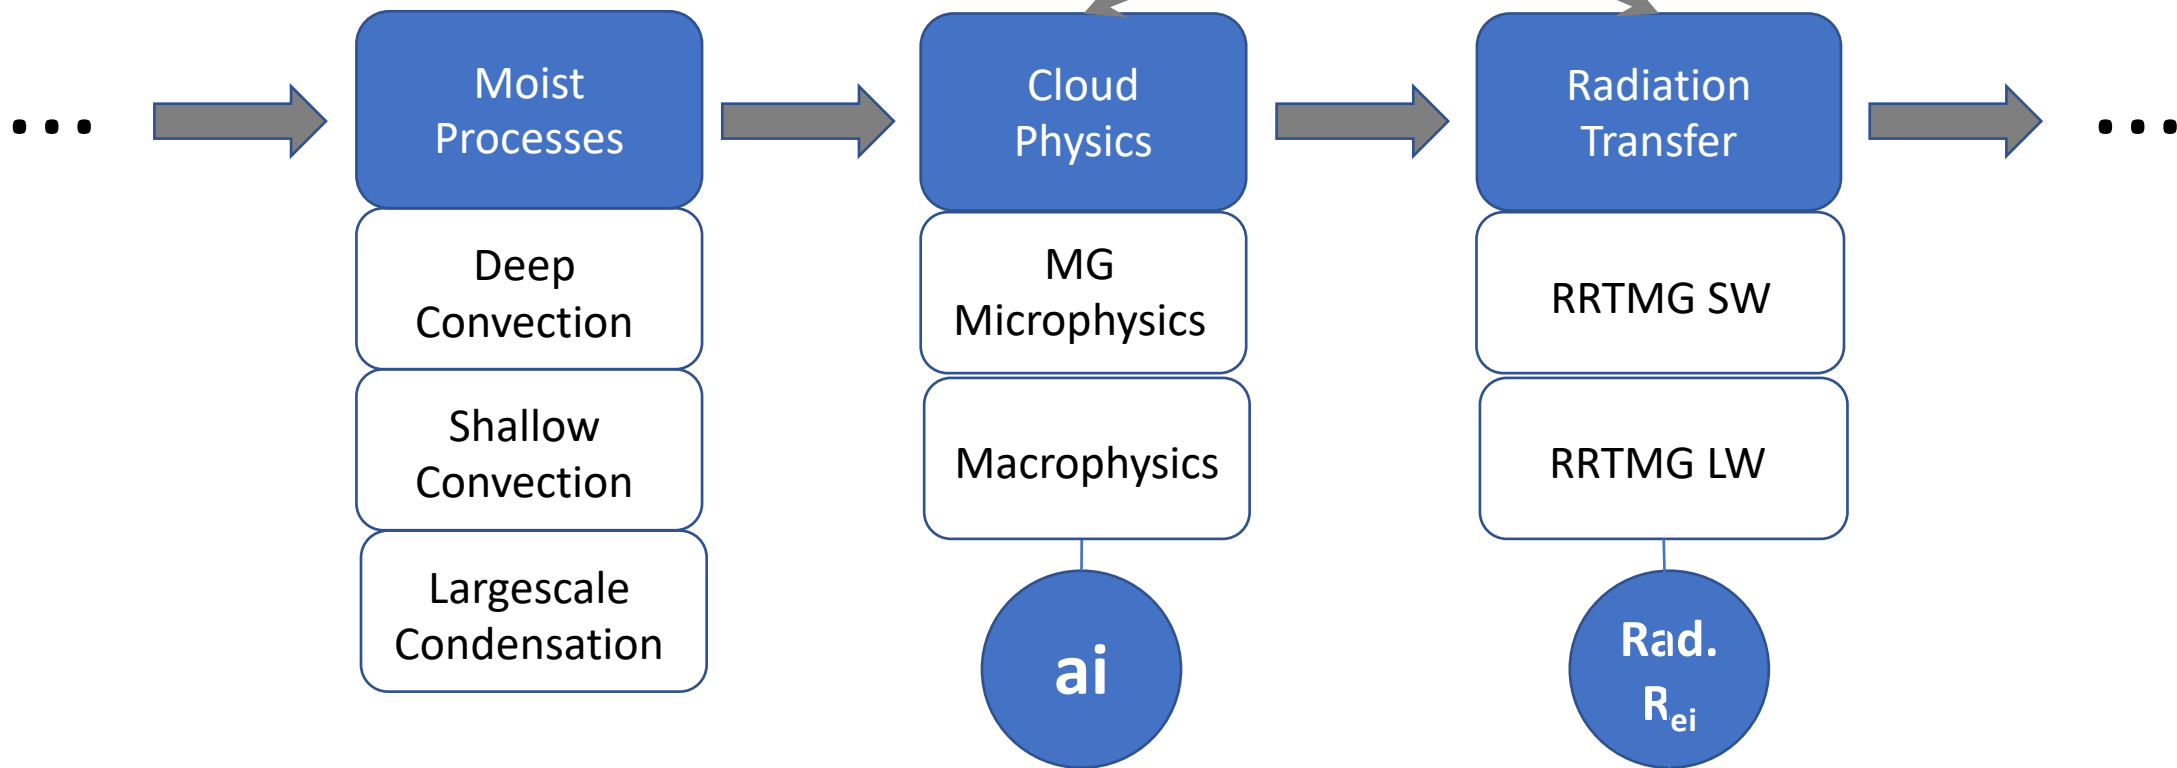 ...
Moist
Processes
Deep
Convection
Shallow
Convection
Largescale
Condensation
Cloud
Physics
MG
Microphysics
Macrophysics
ai
Radiation
Transfer
RRTMG SW
RRTMG LW
Rad.
Rei
...